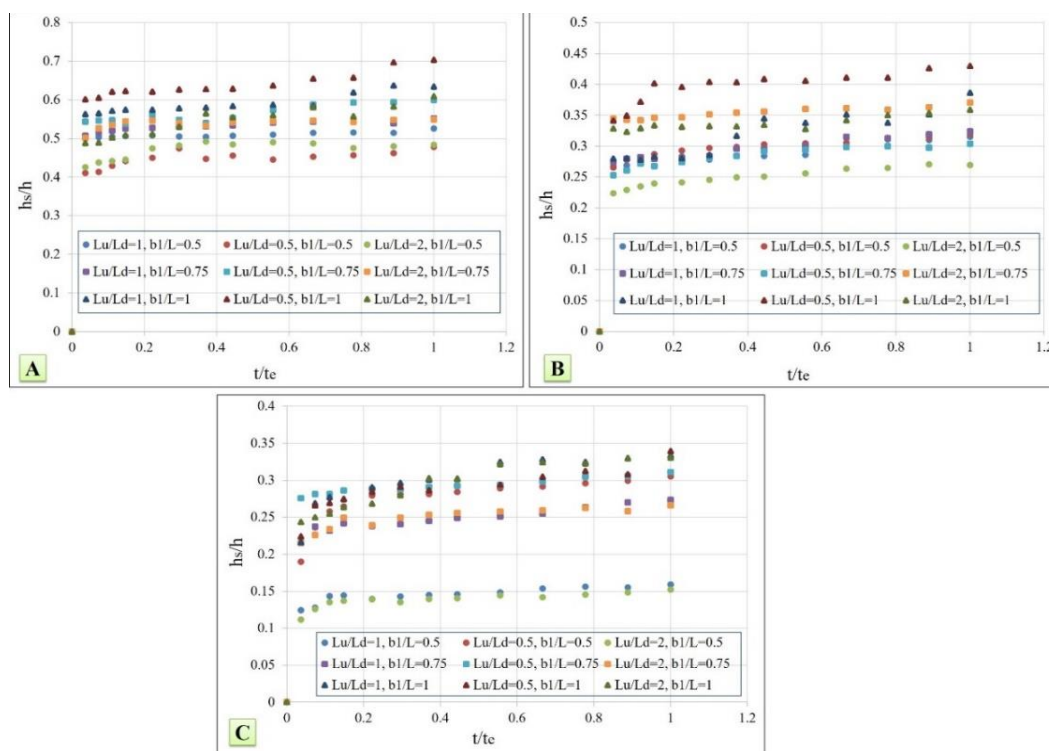 0.8
0.7
0.6
0.5
0.4
0.3
0.2
0.1
0
hs/h
Lu/Ld=1, b1/L=0.5 Lu/Ld=0.5, b1/L=0.5 Lu/Ld=2, b1/L=0.5
Lu/Ld=1, b1/L=0.75 Lu/Ld=0.5, b1/L=0.75 Lu/Ld=2, b1/L=0.75
Lu/Ld=1, b1/L=1 Lu/Ld=0.5, b1/L=1 Lu/Ld=2, b1/L=1
0 0.2 0.4 0.6 0.8 1 1.2
A
t/te
0.5
0.45
0.4
0.35
0.3
0.25
0.2
0.15
0.1
0.05
0
hs/h
Lu/Ld=1, b1/L=0.5 Lu/Ld=0.5, b1/L=0.5 Lu/Ld=2, b1/L=0.5
Lu/Ld=1, b1/L=0.75 Lu/Ld=0.5, b1/L=0.75 Lu/Ld=2, b1/L=0.75
Lu/Ld=1, b1/L=1 Lu/Ld=0.5, b1/L=1 Lu/Ld=2, b1/L=1
0 0.2 0.4 0.6 0.8 1 1.2
B
t/te
0.4
0.35
0.3
0.25
0.2
0.15
0.1
0.05
0
hs/h
Lu/Ld=1, b1/L=0.5 Lu/Ld=0.5, b1/L=0.5 Lu/Ld=2, b1/L=0.5
Lu/Ld=1, b1/L=0.75 Lu/Ld=0.5, b1/L=0.75 Lu/Ld=2, b1/L=0.75
Lu/Ld=1, b1/L=1 Lu/Ld=0.5, b1/L=1 Lu/Ld=2, b1/L=1
0 0.2 0.4 0.6 0.8 1 1.2
C
t/te